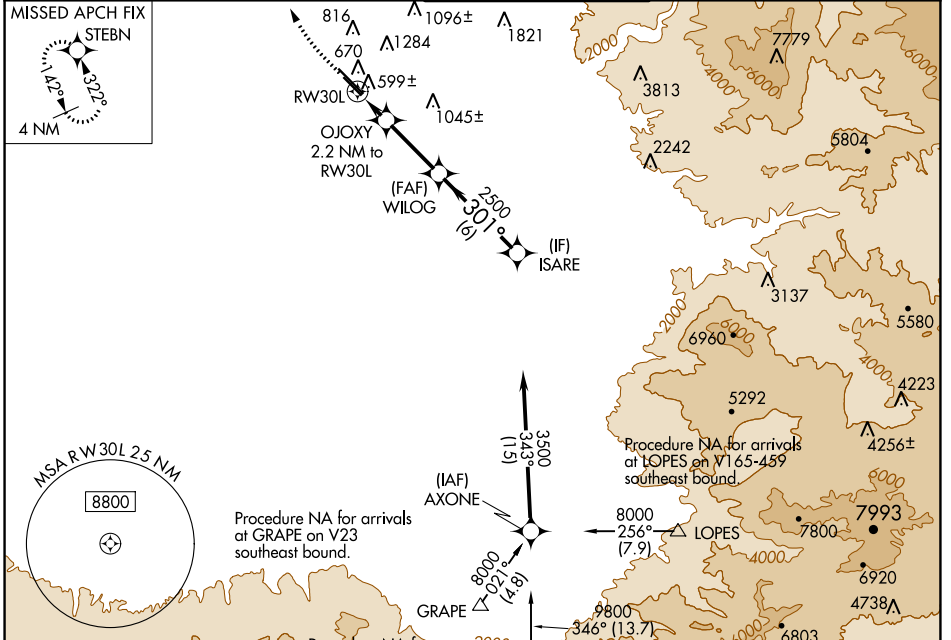 MISSED APCH FIX
STEBN
322°
142°
4 NM
816
1096±
1821
1284
670
599±
RW30L
1045±
OJOXY
2.2 NM to
RW30L
(FAF)
WILOG
2500
301°
(6)
(IF)
ISARE
2000
7779
4000
6000
6000
3813
2242
5804
3137
2000
5580
6960
6000
4000
4223
5292
4256±
Procedure NA for arrivals
at LOPES on V165-459
southeast bound.
6000
3500
343°
(15)
MSA RW30L 25 NM
8800
(IAF)
AXONE
Procedure NA for arrivals
at GRAPE on V23
southeast bound.
8000
256°
(7.9)
LOPES
7800
7993
4000
6920
8000
021°
(4.8)
GRAPE
9800
346° (13.7)
4738
6000
6803